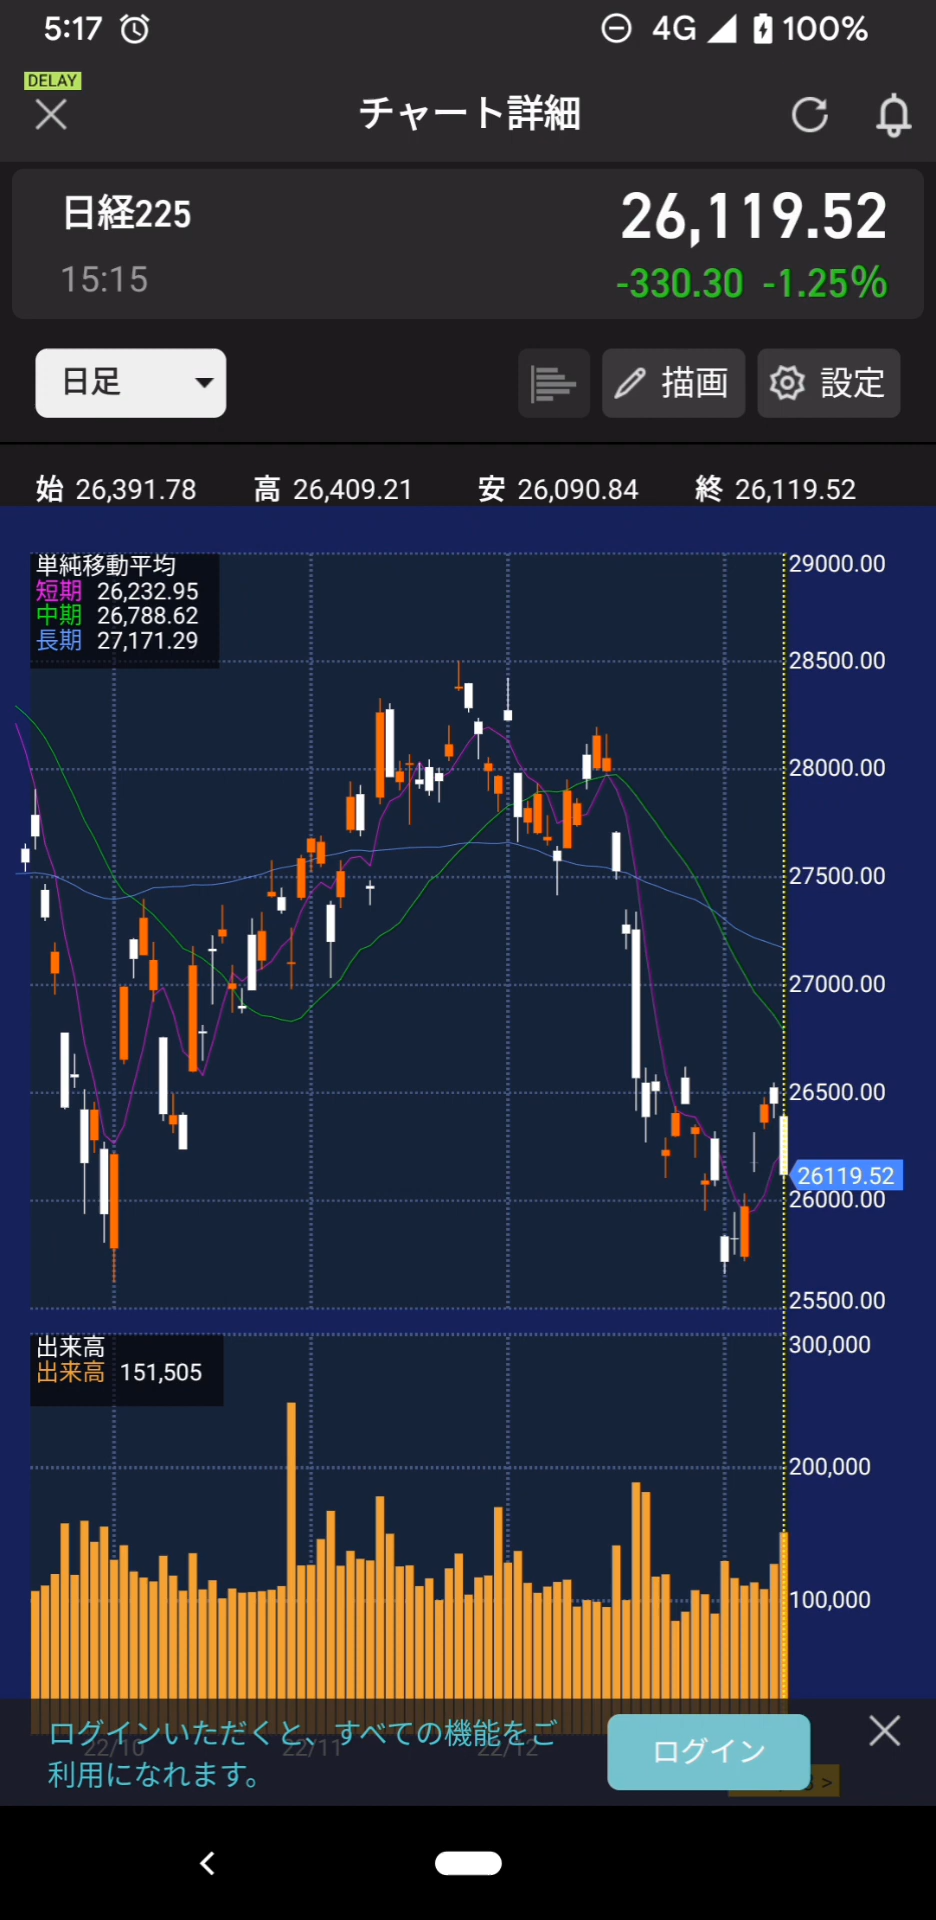 5:17 4G 100%
DELAY
チャート詳細
日経225 26,119.52
15:15 -330.30 -1.25%
日足 描画 設定
始 26,391.78 高 26,409.21 安 26,090.84 終 26,119.52
単純移動平均
短期 26,232.95
中期 26,788.62
長期 27,171.29
29000.00
28500.00
28000.00
27500.00
27000.00
26500.00
26119.52
26000.00
25500.00
出来高
出来高 151,505
300,000
200,000
100,000
22/10 22/11 22/12
ログインいただくと、すべての機能をご
利用になれます。
ログイン
>